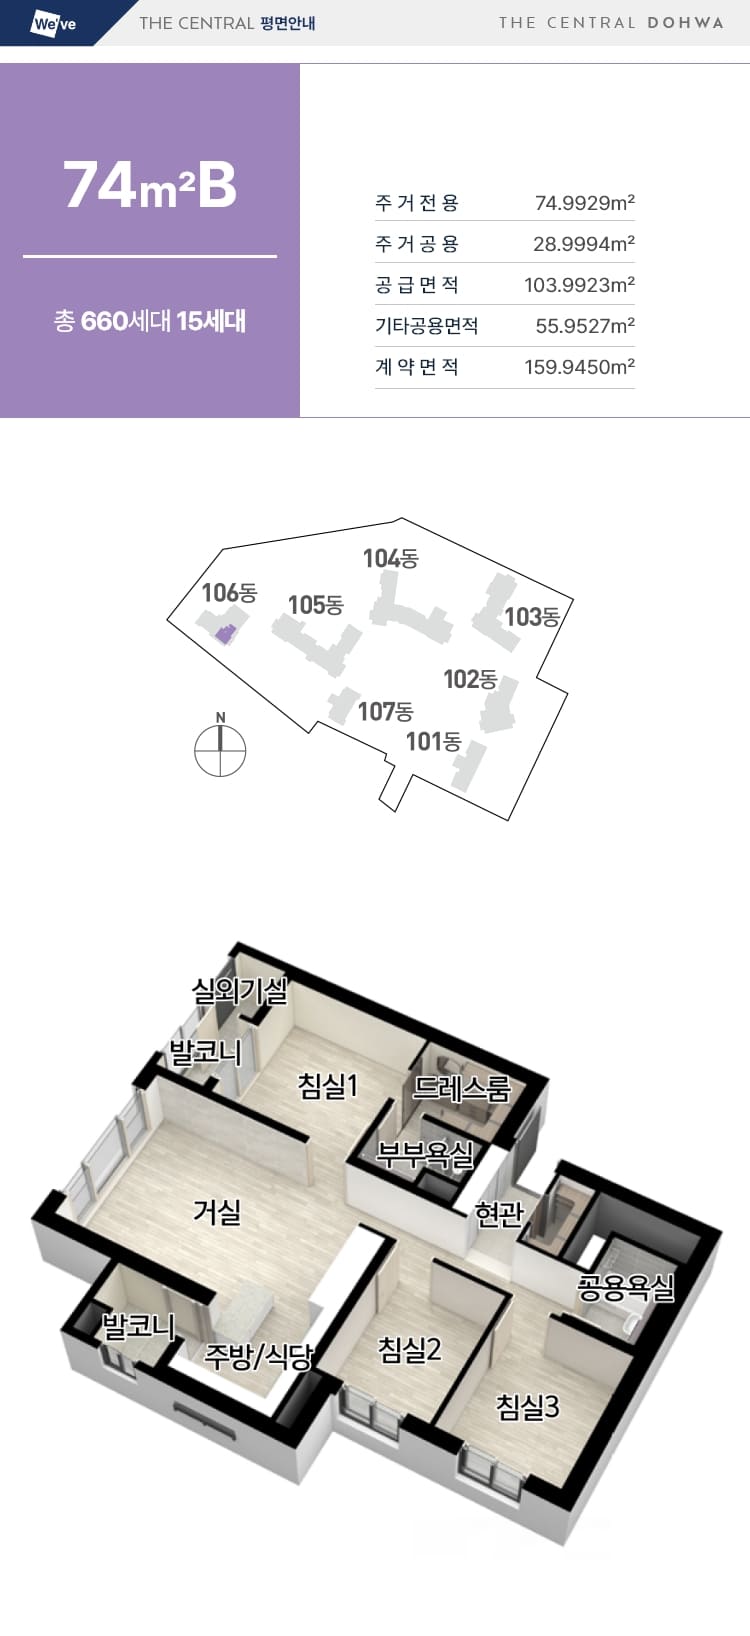 We've
THE CENTRAL 평면안내
THE CENTRAL DOHWA
74m²B
총 660세대 15세대
주거전용 74.9929m²
주거공용 28.9994m²
공급면적 103.9923m²
기타공용면적 55.9527m²
계약면적 159.9450m²
104동
106동
105동
103동
102동
107동
101동
N
실외기실
발코니
침실1
드레스룸
부부욕실
거실
현관
공용욕실
발코니
주방/식당
침실2
침실3